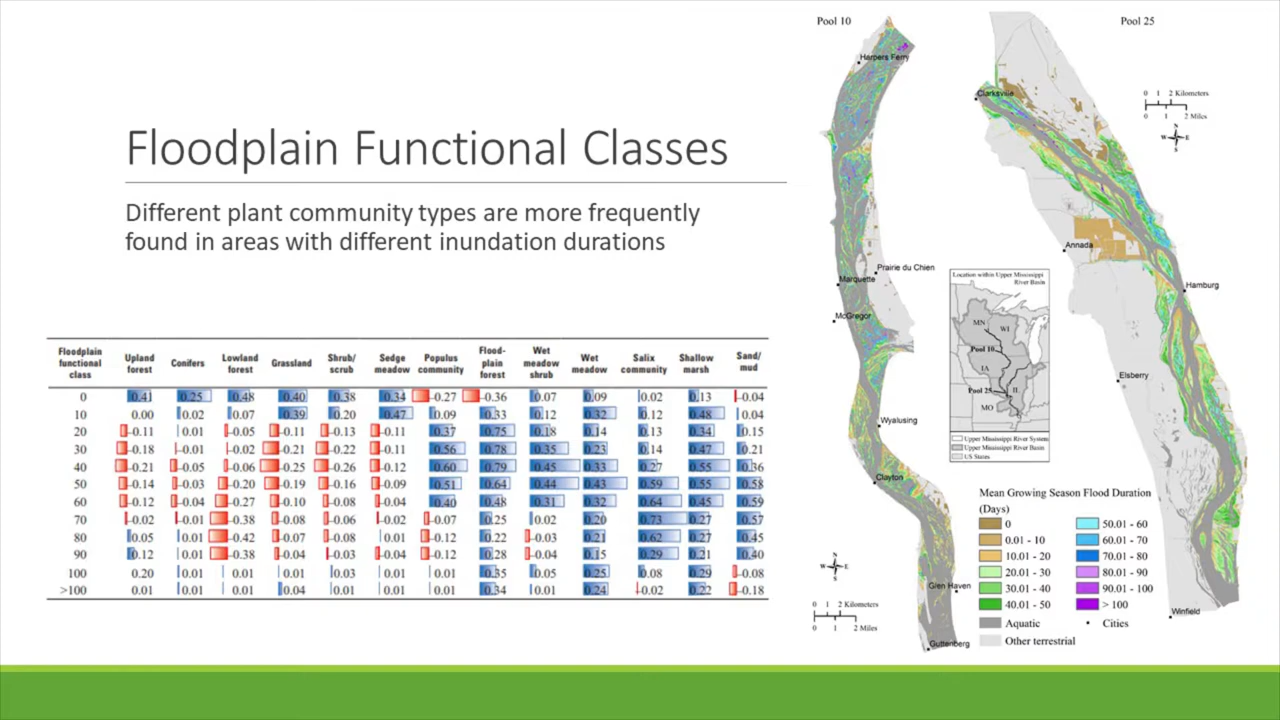 Floodplain Functional Classes
Different plant community types are more frequently
found in areas with different inundation durations
Floodplain functional class Upland forest Conifers Lowland forest Grassland Shrub/ scrub Sedge meadow Populus community Flood- plain forest Wet meadow shrub Wet meadow Salix community Shallow marsh Sand/ mud
0 0.41 0.25 0.48 0.40 0.38 0.34 -0.27 -0.36 0.07 0.09 0.02 0.13 -0.04
10 0.00 0.02 0.07 0.39 0.20 0.47 0.09 0.33 0.12 0.32 0.12 0.48 0.04
20 -0.11 0.01 -0.05 -0.11 -0.13 -0.11 0.37 0.75 0.18 0.14 0.13 0.34 0.15
30 -0.18 -0.01 -0.02 -0.21 -0.22 -0.11 0.56 0.78 0.35 0.23 0.14 0.47 0.21
40 -0.21 -0.05 -0.06 -0.25 -0.26 -0.12 0.60 0.79 0.45 0.33 0.27 0.55 0.36
50 -0.14 -0.03 -0.20 -0.19 -0.16 -0.09 0.51 0.64 0.44 0.43 0.59 0.55 0.58
60 -0.12 -0.04 -0.27 -0.10 -0.08 -0.04 0.40 0.48 0.31 0.32 0.64 0.45 0.59
70 -0.02 -0.01 -0.38 -0.08 -0.06 -0.02 -0.07 0.25 0.02 0.20 0.73 0.27 0.57
80 0.05 0.01 -0.42 -0.07 -0.08 0.01 -0.12 0.22 -0.03 0.21 0.62 0.27 0.45
90 0.12 0.01 -0.38 -0.04 -0.03 -0.04 -0.12 0.28 -0.04 0.15 0.29 0.21 0.40
100 0.20 0.01 0.01 0.01 0.03 0.01 0.01 0.35 0.05 0.25 0.08 0.29 -0.08
>100 0.01 0.01 0.01 0.04 0.01 0.01 0.01 0.34 0.01 0.24 -0.02 0.22 -0.18
Pool 10
Harpers Ferry
Prairie du Chien
Marquette
McGregor
Wyalusing
Clayton
Glen Haven
Guttenberg
N
W E
S
0 1 2 Kilometers
0 1 2 Miles
Location within Upper Mississippi
River Basin
MN
WI
Pool 10
IA
Pool 25
IL
MO
Upper Mississippi River System
Upper Mississippi River Basin
US States
Pool 25
Clarksville
0 1 2 Kilometers
0 1 2 Miles
N
W E
S
Annada
Hamburg
Elsberry
Winfield
Mean Growing Season Flood Duration
(Days)
0 50.01 - 60
0.01 - 10 60.01 - 70
10.01 - 20 70.01 - 80
20.01 - 30 80.01 - 90
30.01 - 40 90.01 - 100
40.01 - 50 > 100
Aquatic Cities
Other terrestrial